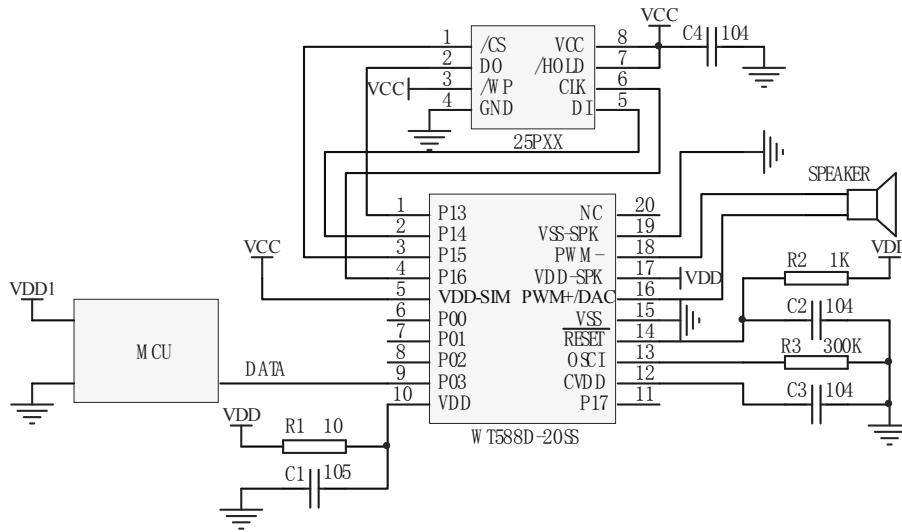 VCC
C4 104
1 /CS VCC 8
2 DO /HOLD 7
VCC 3 /WP CLK 6
4 GND DI 5
25PXX
SPEAKER
1 P13 NC 20
2 P14 VSS-SPK 19
3 P15 PWM- 18
4 P16 VDD-SPK 17 VDD
5 VDD-SIM PWM+/DAC 16
6 P00 VSS 15
7 P01 RESET 14
8 P02 OSCI 13
9 P03 CVDD 12
10 VDD P17 11
WT588D-20SS
VCC
VDD1
MCU
DATA
VDD
R1 10
C1 105
VDD
R2 1K
C2 104
R3 300K
C3 104